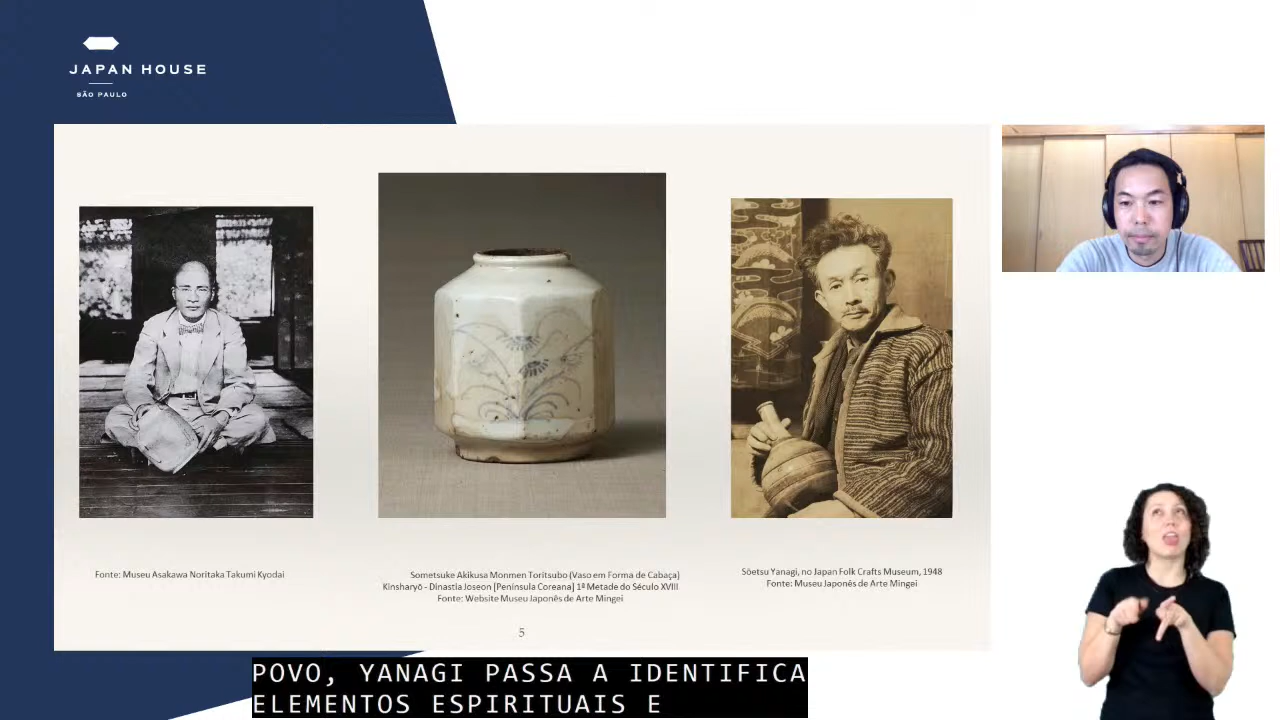 JAPAN HOUSE
SÃO PAULO
Fonte: Museu Asakawa Noritaka Takumi Kyodai
Sometsuke Akikusa Monmen Toritsubo (Vaso em Forma de Cabaça)
Kinsharyō - Dinastia Joseon [Península Coreana] 1ª Metade do Século XVIII
Fonte: Website Museu Japonês de Arte Mingei
Sōetsu Yanagi, no Japan Folk Crafts Museum, 1948
Fonte: Museu Japonês de Arte Mingei
5
POVO, YANAGI PASSA A IDENTIFICA
ELEMENTOS ESPIRITUAIS E